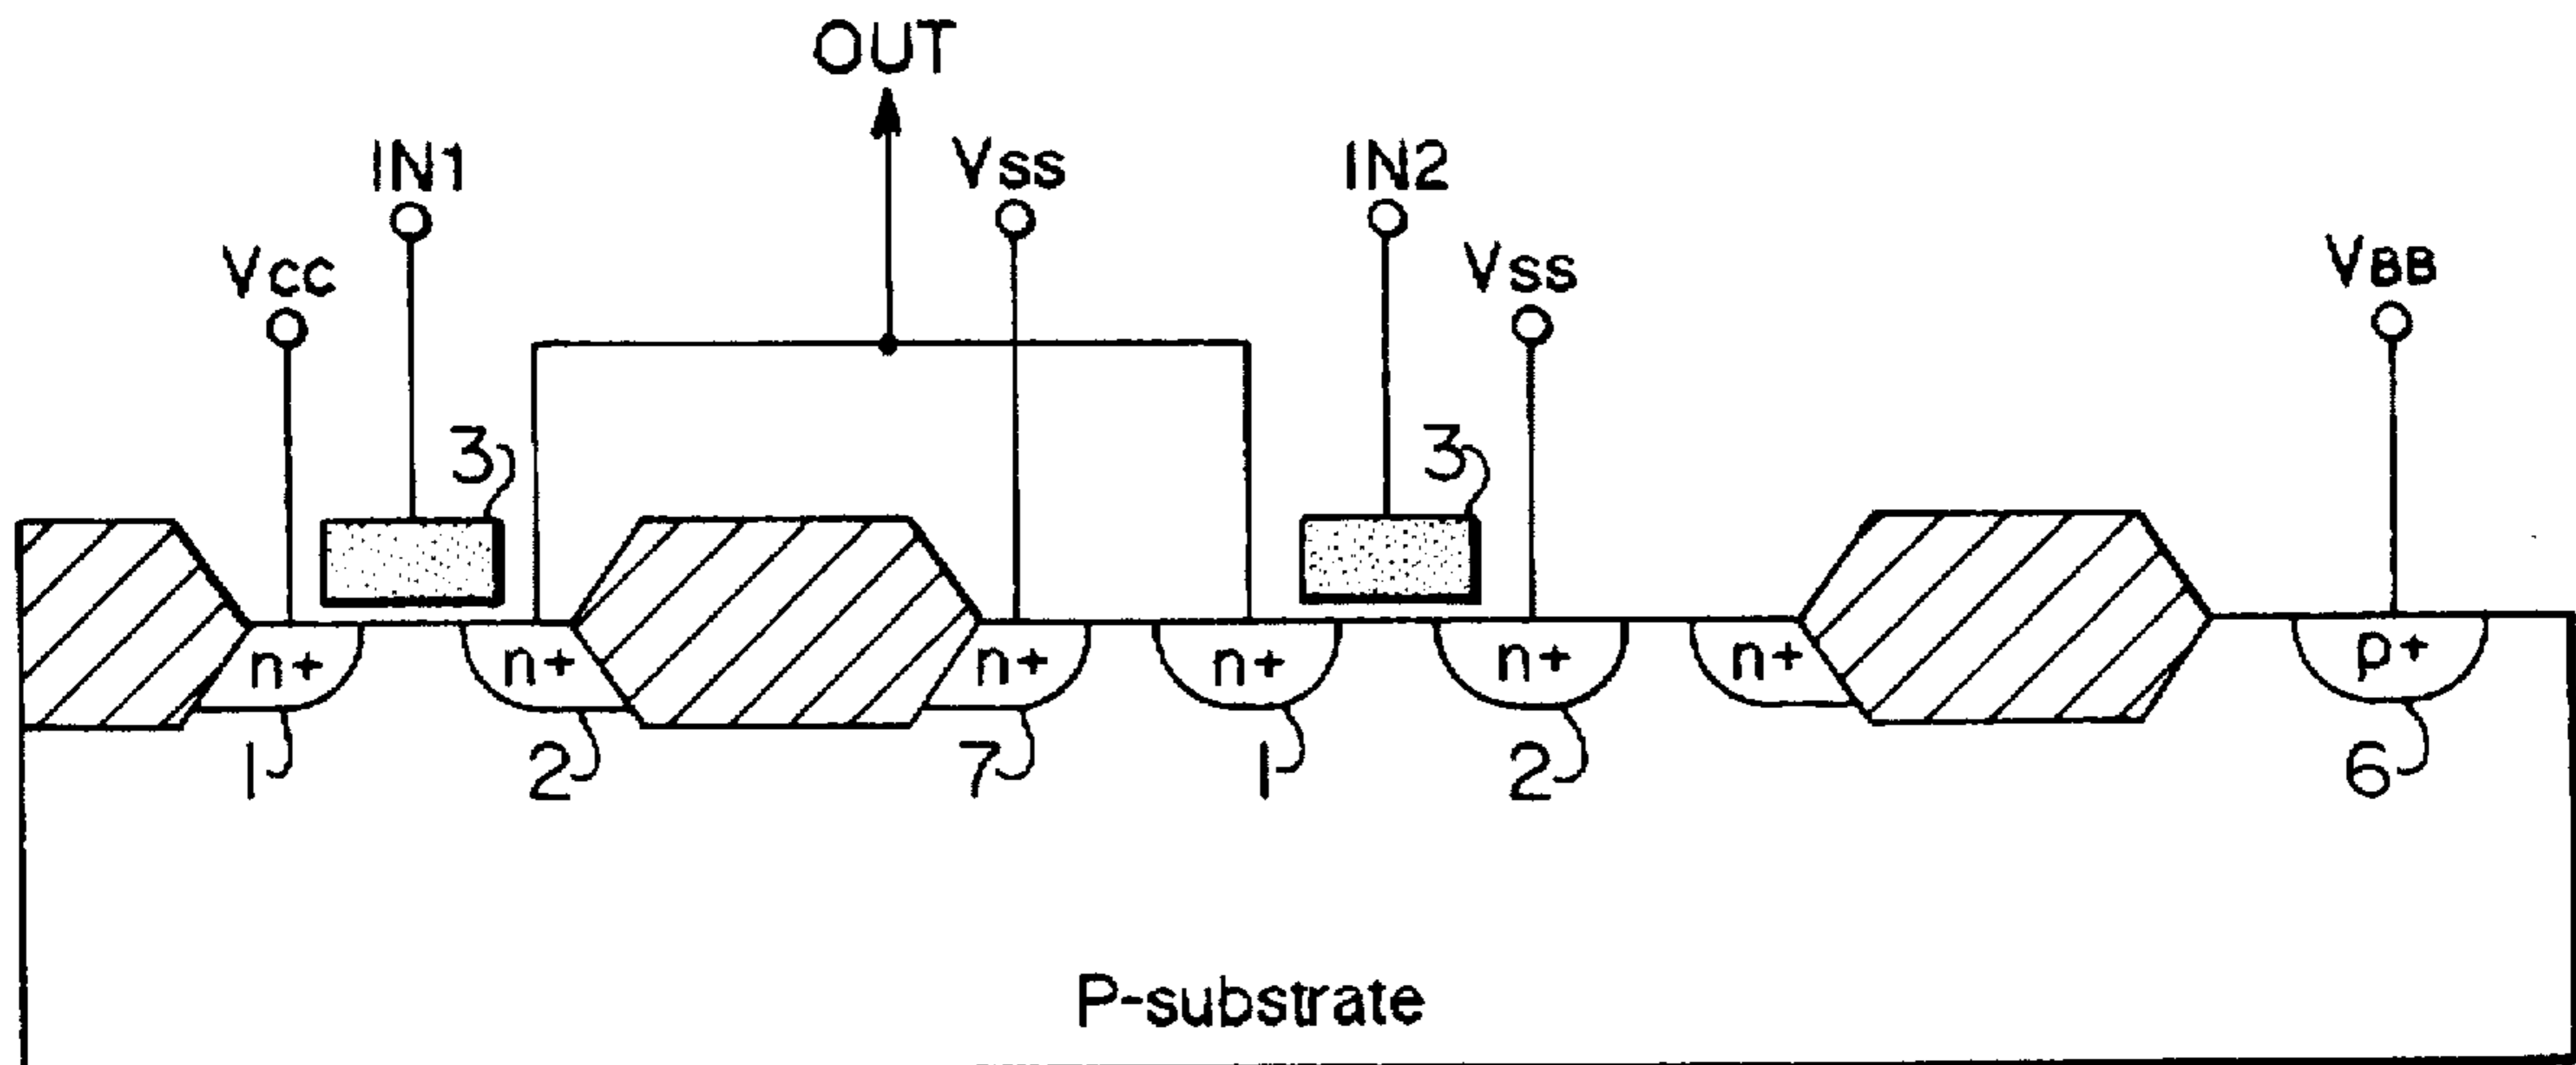 OUT
IN1
Vss
IN2
Vcc
Vss
VBB
3
3
n+
n+
n+
n+
n+
n+
p+
1
2
7
1
2
6
P-substrate